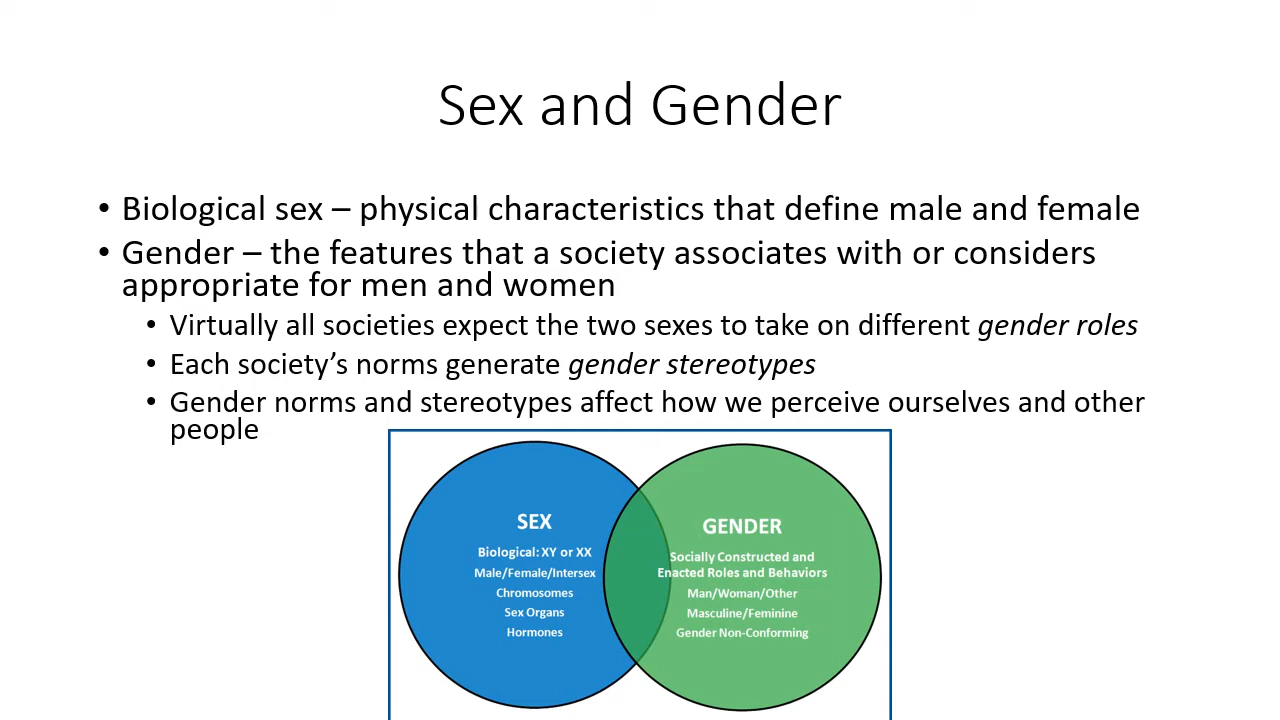 Sex and Gender
• Biological sex – physical characteristics that define male and female
• Gender – the features that a society associates with or considers
appropriate for men and women
• Virtually all societies expect the two sexes to take on different gender roles
• Each society’s norms generate gender stereotypes
• Gender norms and stereotypes affect how we perceive ourselves and other
people
SEX
Biological: XY or XX
Male/Female/Intersex
Chromosomes
Sex Organs
Hormones
GENDER
Socially Constructed and
Enacted Roles and Behaviors
Man/Woman/Other
Masculine/Feminine
Gender Non-Conforming